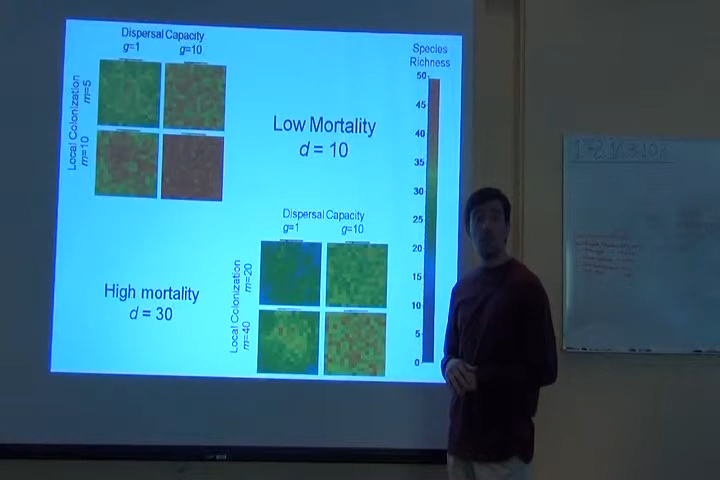 Dispersal Capacity
g=1 g=10
Local Colonization
m=5
m=10
Low Mortality
d = 10
Species
Richness
50
45
40
35
30
25
20
15
10
5
0
High mortality
d = 30
Dispersal Capacity
g=1 g=10
Local Colonization
m=20
m=40